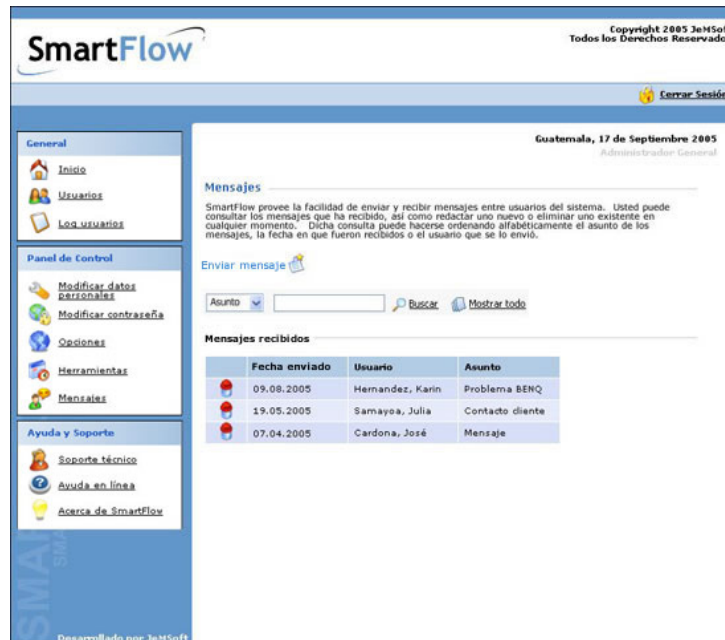 SmartFlow
Copyright 2005 JeMSof
Todos los Derechos Reservado
Cerrar Sesión
Guatemala, 17 de Septiembre 2005
Administrador General
General
Inicio
Usuarios
Log usuarios
Panel de Control
Modificar datos
personales
Modificar contraseña
Opciones
Herramientas
Mensajes
Ayuda y Soporte
Soporte técnico
Ayuda en línea
Acerca de SmartFlow
Desarrollado por JeMSoft
Mensajes
SmartFlow provee la facilidad de enviar y recibir mensajes entre usuarios del sistema. Usted puede
consultar los mensajes que ha recibido, así como redactar uno nuevo o eliminar uno existente en
cualquier momento. Dicha consulta puede hacerse ordenando alfabéticamente el asunto de los
mensajes, la fecha en que fueron recibidos o el usuario que se lo envió.
Enviar mensaje
Asunto Buscar Mostrar todo
Mensajes recibidos
Fecha enviado Usuario Asunto
09.08.2005 Hernandez, Karin Problema BENQ
19.05.2005 Samayoa, Julia Contacto cliente
07.04.2005 Cardona, José Mensaje